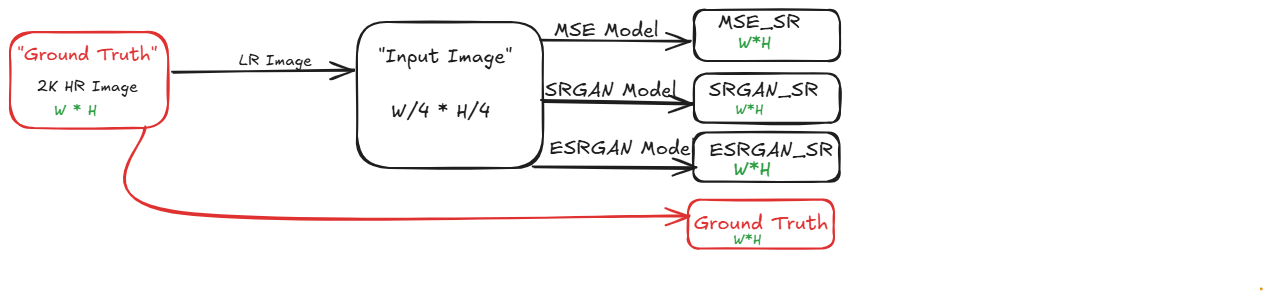 "Ground Truth"
2K HR Image
W * H
LR Image
"Input Image"
W/4 * H/4
MSE Model
MSE_SR
W*H
SRGAN Model
SRGAN_SR
W*H
ESRGAN Mode
ESRGAN_SR
W*H
Ground Truth
W*H